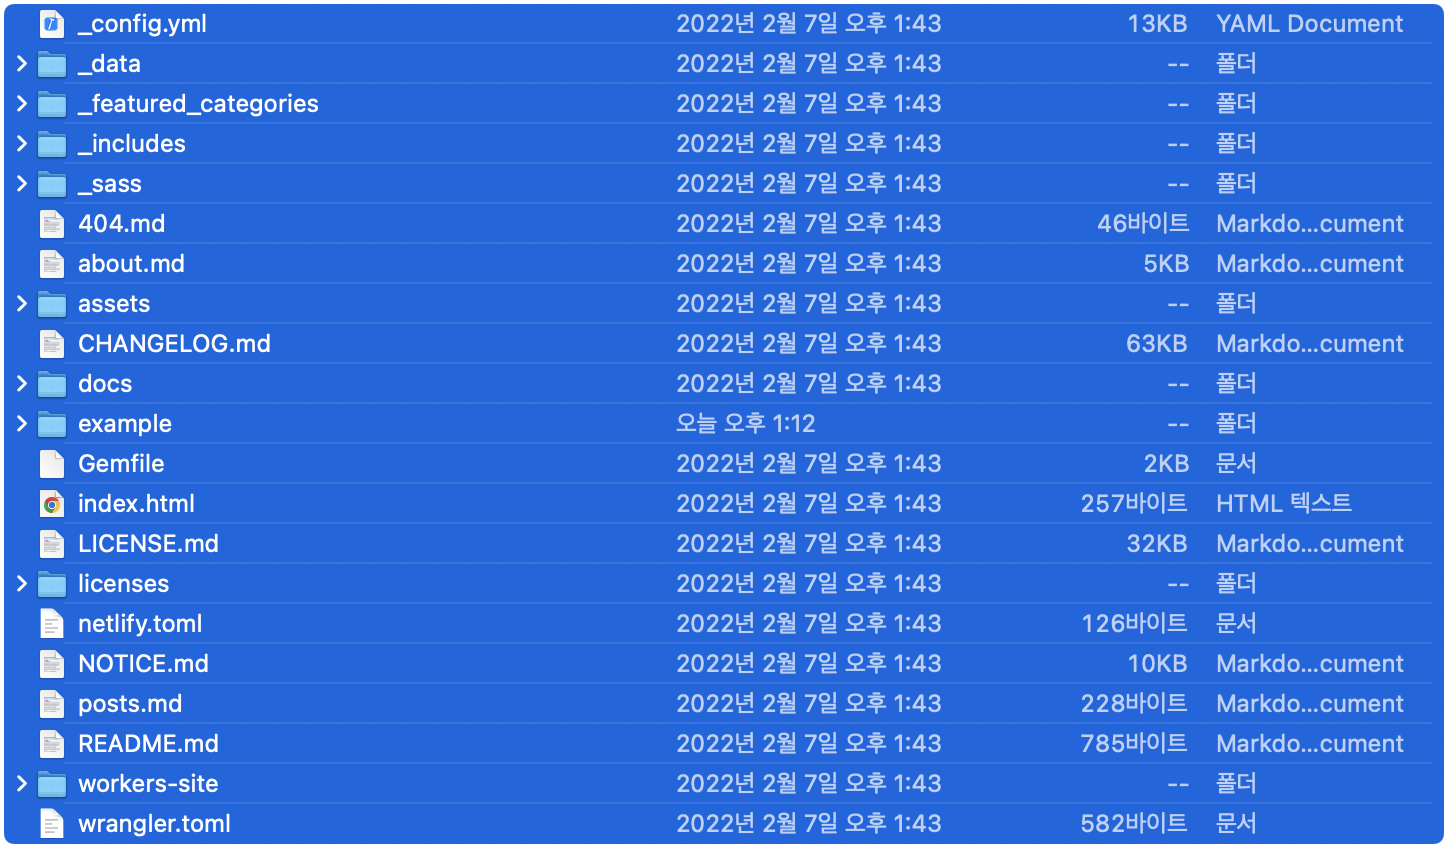 _config.yml 2022년 2월 7일 오후 1:43 13KB YAML Document
_data 2022년 2월 7일 오후 1:43 -- 폴더
_featured_categories 2022년 2월 7일 오후 1:43 -- 폴더
_includes 2022년 2월 7일 오후 1:43 -- 폴더
_sass 2022년 2월 7일 오후 1:43 -- 폴더
404.md 2022년 2월 7일 오후 1:43 46바이트 Markdo...cument
about.md 2022년 2월 7일 오후 1:43 5KB Markdo...cument
assets 2022년 2월 7일 오후 1:43 -- 폴더
CHANGELOG.md 2022년 2월 7일 오후 1:43 63KB Markdo...cument
docs 2022년 2월 7일 오후 1:43 -- 폴더
example 오늘 오후 1:12 -- 폴더
Gemfile 2022년 2월 7일 오후 1:43 2KB 문서
index.html 2022년 2월 7일 오후 1:43 257바이트 HTML 텍스트
LICENSE.md 2022년 2월 7일 오후 1:43 32KB Markdo...cument
licenses 2022년 2월 7일 오후 1:43 -- 폴더
netlify.toml 2022년 2월 7일 오후 1:43 126바이트 문서
NOTICE.md 2022년 2월 7일 오후 1:43 10KB Markdo...cument
posts.md 2022년 2월 7일 오후 1:43 228바이트 Markdo...cument
README.md 2022년 2월 7일 오후 1:43 785바이트 Markdo...cument
workers-site 2022년 2월 7일 오후 1:43 -- 폴더
wrangler.toml 2022년 2월 7일 오후 1:43 582바이트 문서